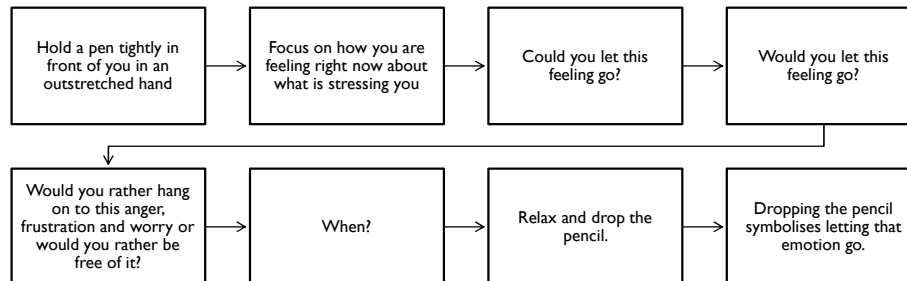 Hold a pen tightly in
front of you in an
outstretched hand
Focus on how you are
feeling right now about
what is stressing you
Could you let this
feeling go?
Would you let this
feeling go?
Would you rather hang
on to this anger,
frustration and worry or
would you rather be
free of it?
When?
Relax and drop the
pencil.
Dropping the pencil
symbolises letting that
emotion go.